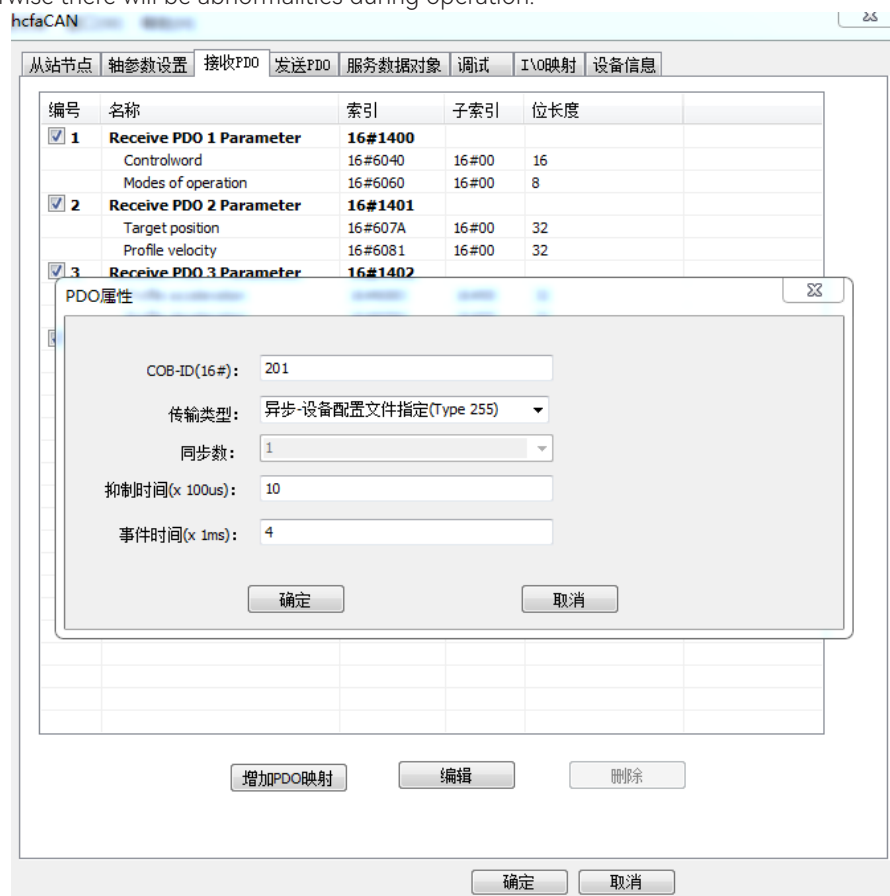 wise there will be abnormalities during operation.
hcfaCAN
从站节点 轴参数设置 接收PDO 发送PDO 服务数据对象 调试 I\O映射 设备信息
编号 名称 索引 子索引 位长度
1 Receive PDO 1 Parameter 16#1400
Controlword 16#6040 16#00 16
Modes of operation 16#6060 16#00 8
2 Receive PDO 2 Parameter 16#1401
Target position 16#607A 16#00 32
Profile velocity 16#6081 16#00 32
3 Receive PDO 3 Parameter 16#1402
PDO属性
COB-ID(16#): 201
传输类型: 异步-设备配置文件指定(Type 255)
同步数: 1
抑制时间(x 100us): 10
事件时间(x 1ms): 4
确定 取消
增加PDO映射 编辑 删除
确定 取消